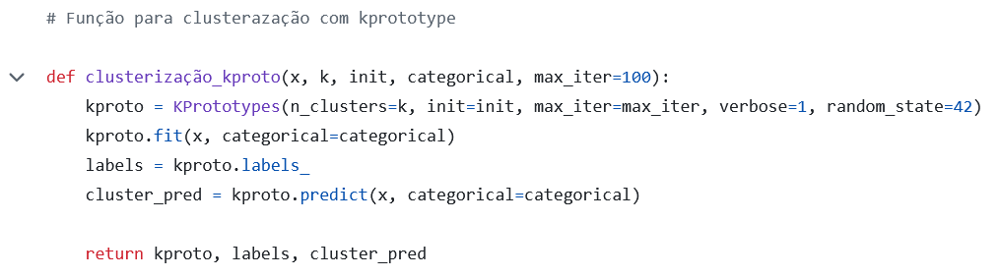 # Função para clusterazação com kprototype
def clusterização_kproto(x, k, init, categorical, max_iter=100):
kproto = KPrototypes(n_clusters=k, init=init, max_iter=max_iter, verbose=1, random_state=42)
kproto.fit(x, categorical=categorical)
labels = kproto.labels_
cluster_pred = kproto.predict(x, categorical=categorical)
return kproto, labels, cluster_pred